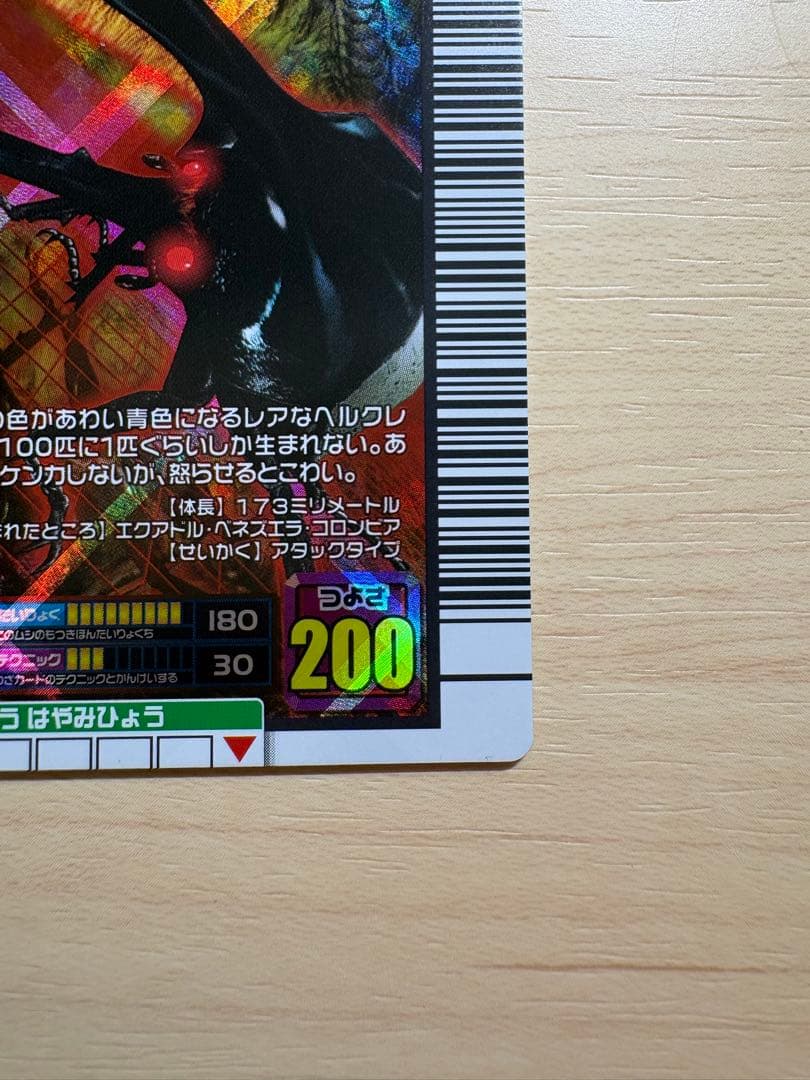 色があわい青色になるレアなヘルクレ
100匹に1匹ぐらいしか生まれない。あ
ケンカしないが、怒らせるとこわい。
【体長】173ミリメートル
れたところ】エクアドル・ベネズエラ・コロンビア
【せいかく】アタックタイプ
たいりょく 180
このムシのもつきほんたいりょくち
テクニック 30
わざカードのテクニックとかんけいする
つよさ
200
う はやみひょう